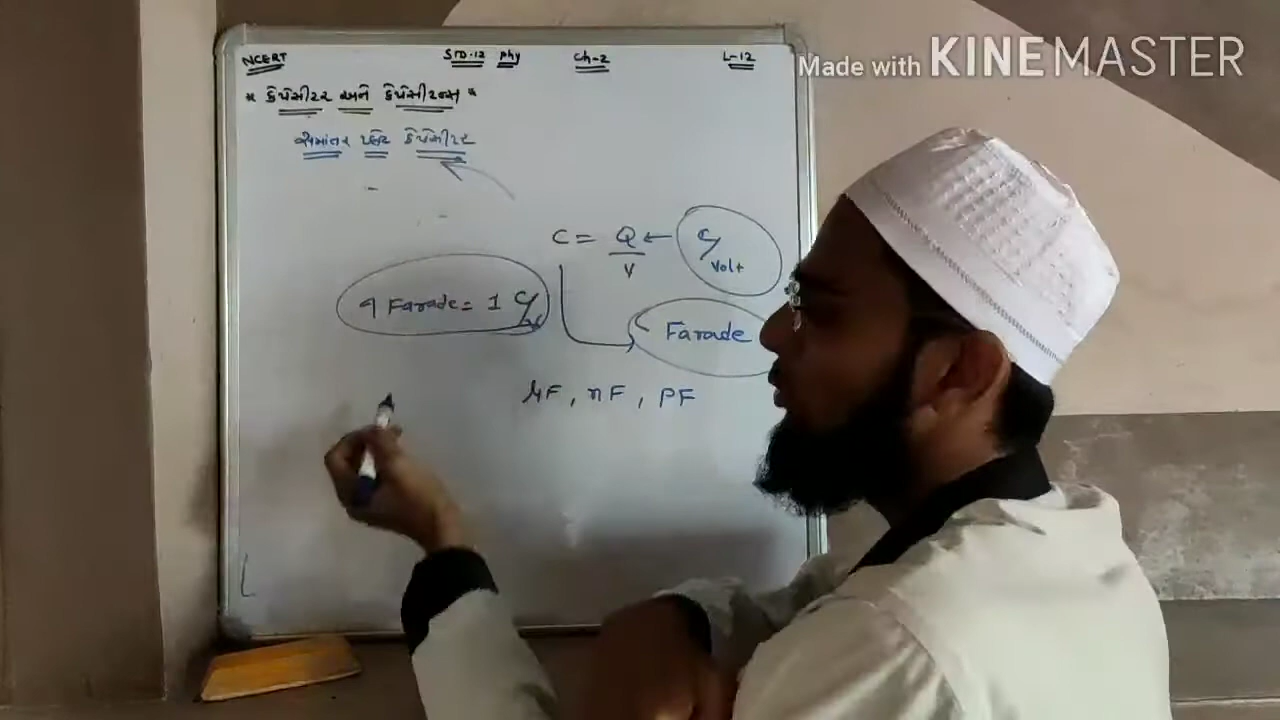 Made with KINEMASTER
NCERT STD-12 phy Ch-2 L-12
* કેપેસીટર અને કેપેસીટન્સ *
સમાંતર પ્લેટ કેપેસીટર
C = Q/V ← C/volt
૧ Farade = 1 C/V
Farade
μF, nF, PF